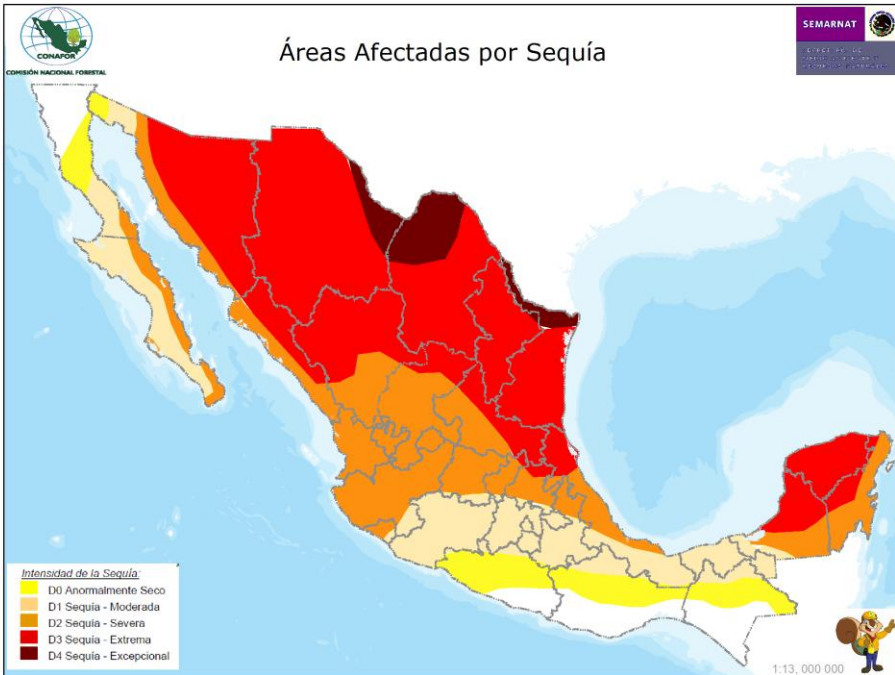 CONAFOR
COMISIÓN NACIONAL FORESTAL
Áreas Afectadas por Sequía
SEMARNAT
Intensidad de la Sequía:
D0 Anormalmente Seco
D1 Sequía - Moderada
D2 Sequía - Severa
D3 Sequía - Extrema
D4 Sequía - Excepcional
1:13, 000 000